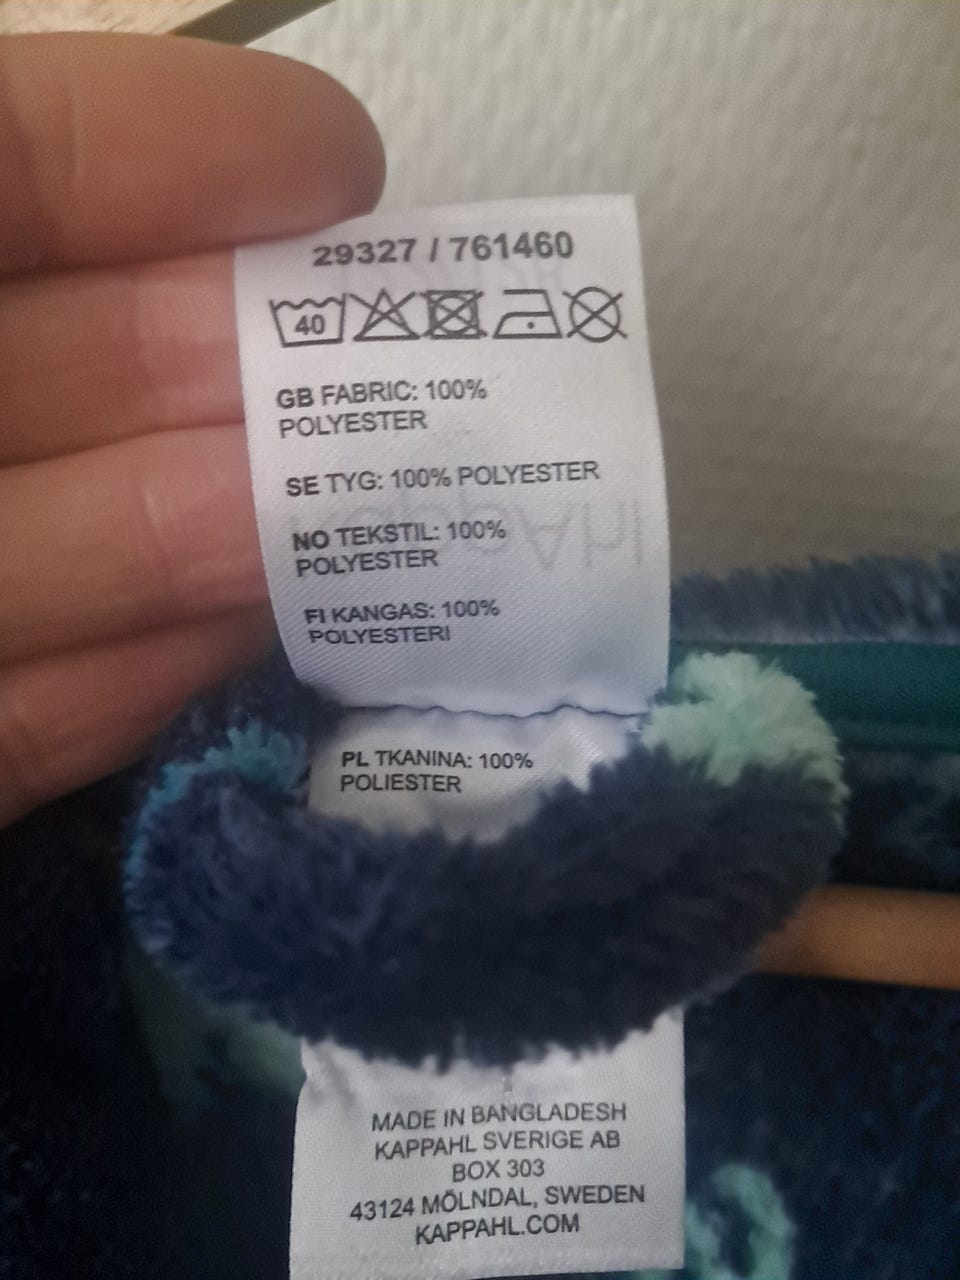 29327 / 761460
40
GB FABRIC: 100%
POLYESTER
SE TYG: 100% POLYESTER
NO TEKSTIL: 100%
POLYESTER
FI KANGAS: 100%
POLYESTERI
PL TKANINA: 100%
POLIESTER
MADE IN BANGLADESH
KAPPAHL SVERIGE AB
BOX 303
43124 MÖLNDAL, SWEDEN
KAPPAHL.COM